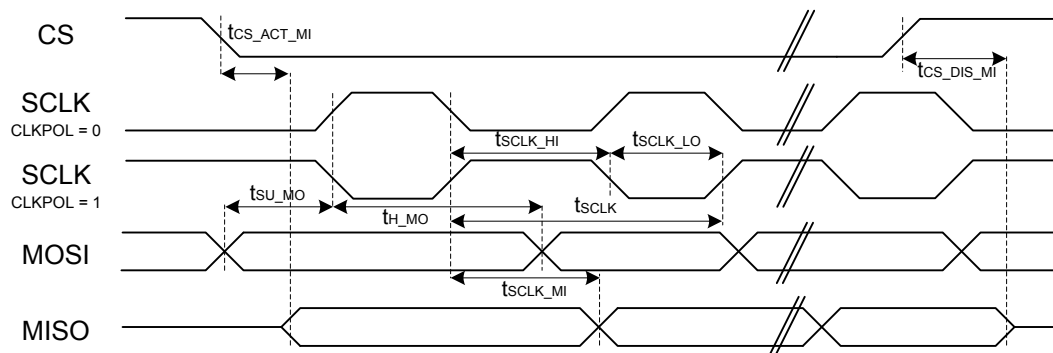 CS
tCS_ACT_MI
tCS_DIS_MI
SCLK
CLKPOL = 0
tSCLK_HI
tSCLK_LO
SCLK
CLKPOL = 1
tSU_MO
tH_MO
tSCLK
MOSI
tSCLK_MI
MISO